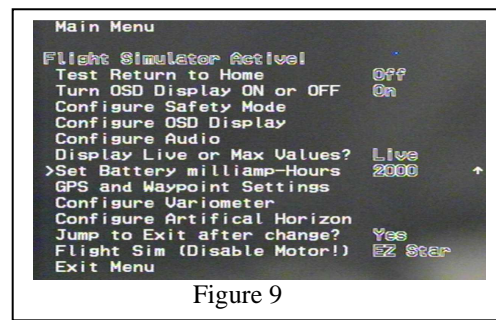 Main Menu
Flight Simulator Active!
Test Return to Home Off
Turn OSD Display ON or OFF On
Configure Safety Mode
Configure OSD Display
Configure Audio
Display Live or Max Values? Live
>Set Battery milliamp-Hours 2000 ↑
GPS and Waypoint Settings
Configure Variometer
Configure Artifical Horizon
Jump to Exit after change? Yes
Flight Sim (Disable Motor!) EZ Star
Exit Menu
Figure 9